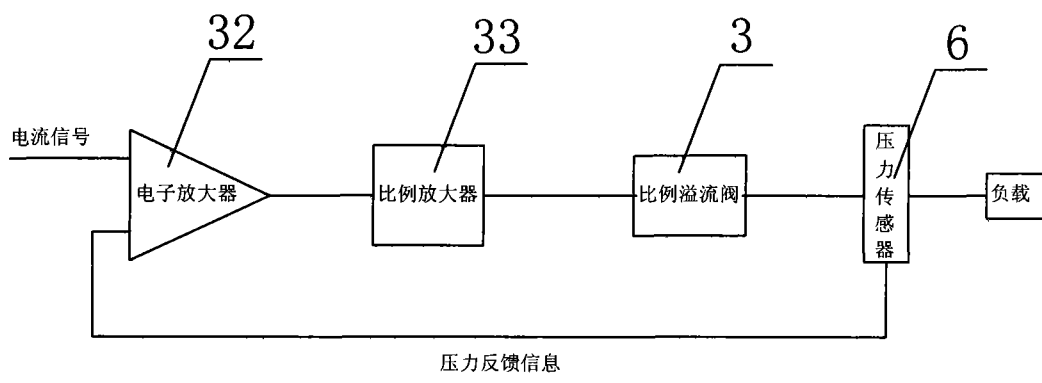 32
33
3
6
电流信号
电子放大器
比例放大器
比例溢流阀
压力传感器
负载
压力反馈信息